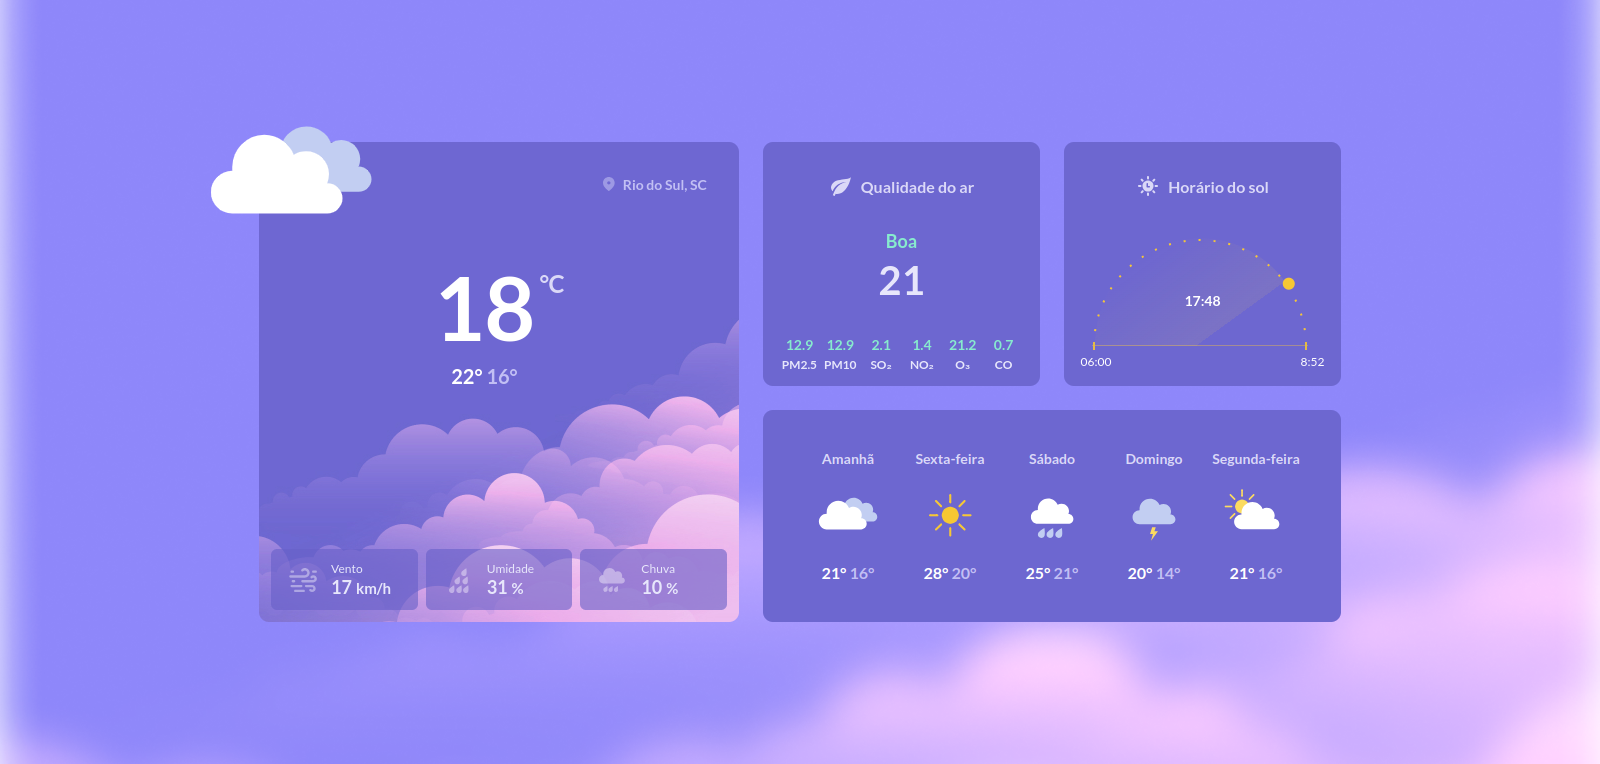 Rio do Sul, SC
18 °C
22° 16°
Vento
17 km/h
Umidade
31 %
Chuva
10 %
Qualidade do ar
Boa
21
12.9 12.9 2.1 1.4 21.2 0.7
PM2.5 PM10 SO₂ NO₂ O₃ CO
Horário do sol
17:48
06:00 8:52
Amanhã Sexta-feira Sábado Domingo Segunda-feira
21° 16° 28° 20° 25° 21° 20° 14° 21° 16°